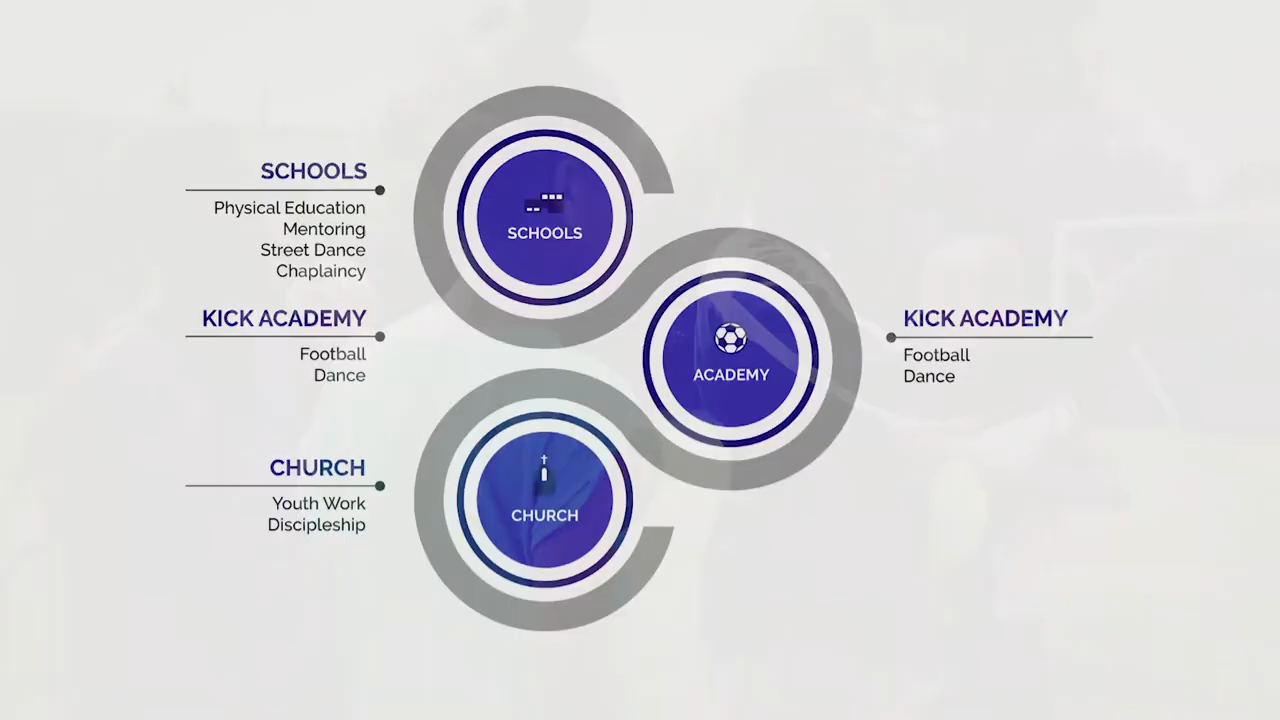 SCHOOLS
Physical Education
Mentoring
Street Dance
Chaplaincy
KICK ACADEMY
Football
Dance
CHURCH
Youth Work
Discipleship
SCHOOLS
ACADEMY
CHURCH
KICK ACADEMY
Football
Dance